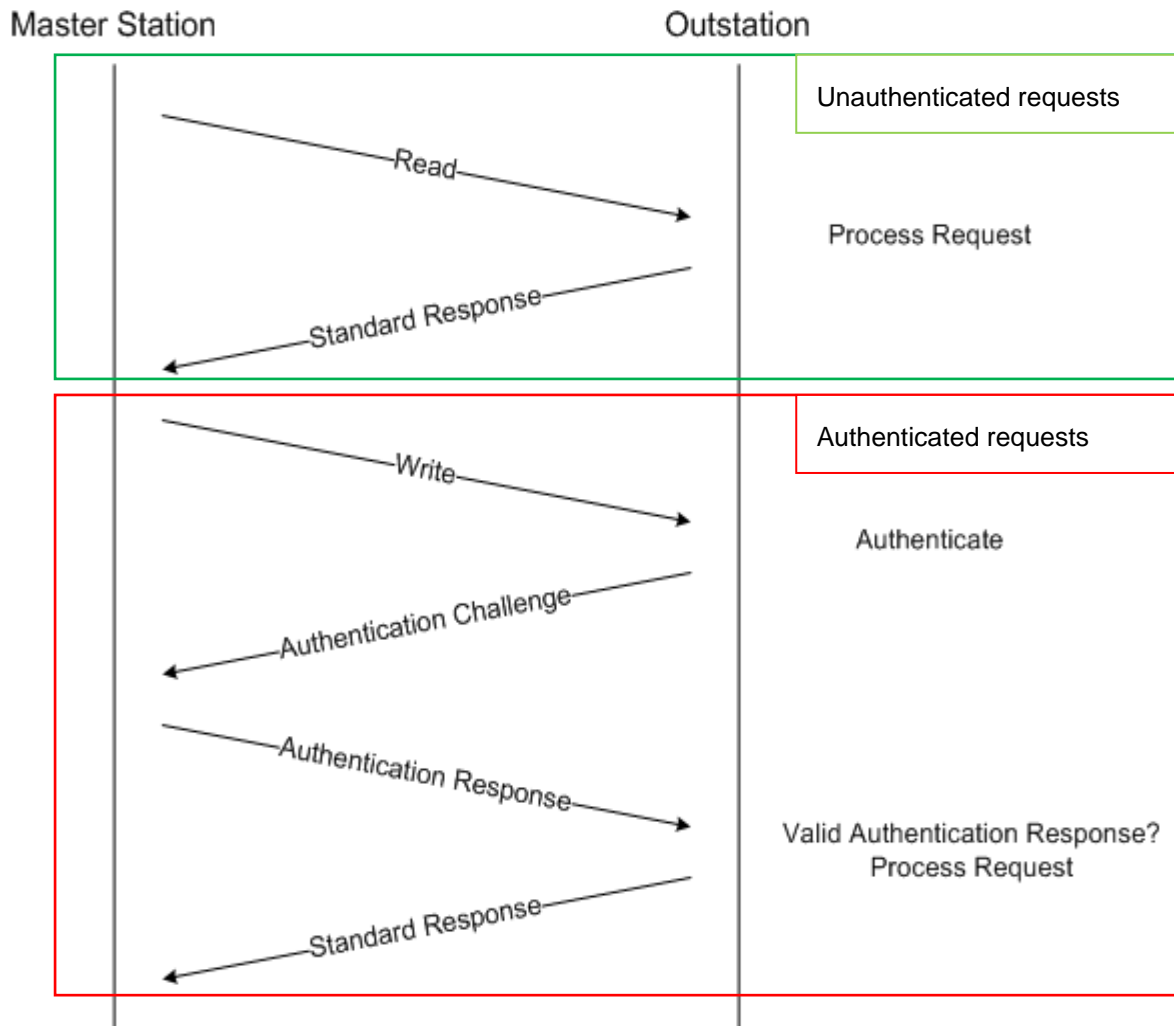 Master Station
Outstation
Unauthenticated requests
Read
Process Request
Standard Response
Authenticated requests
Write
Authenticate
Authentication Challenge
Authentication Response
Valid Authentication Response?
Process Request
Standard Response